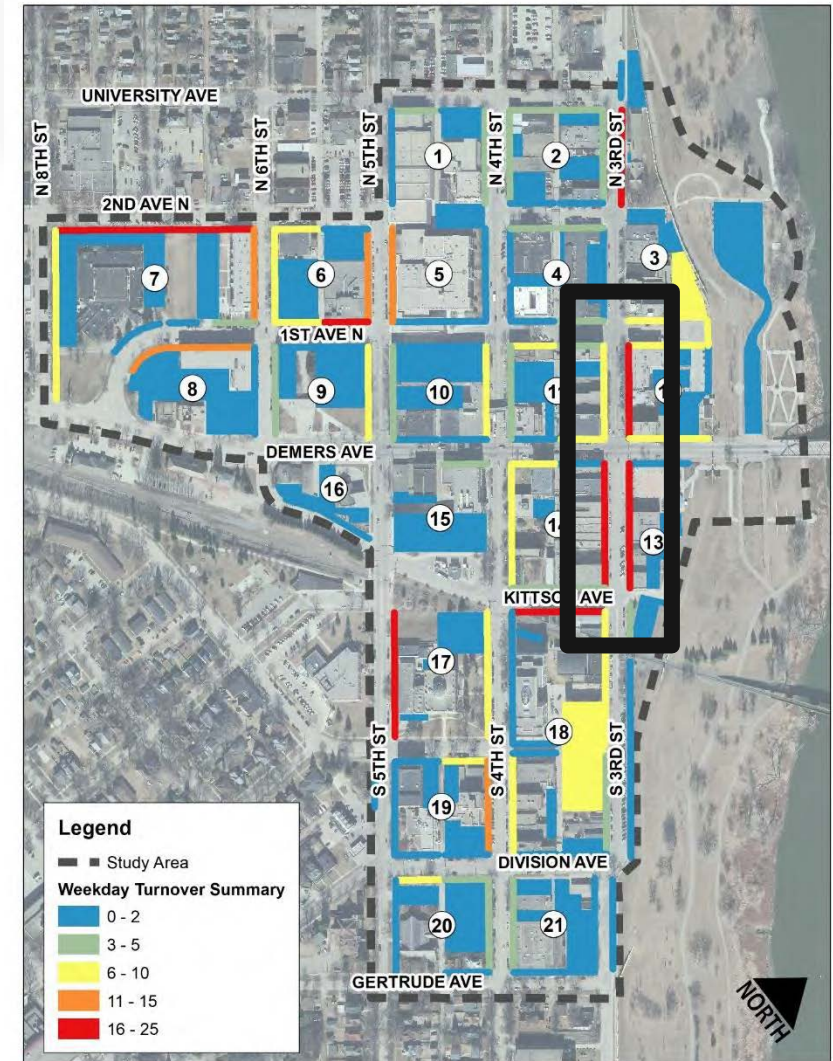 UNIVERSITY AVE
N 8TH ST
N 6TH ST
N 5TH ST
N 4TH ST
N 3RD ST
1
2
2ND AVE N
3
7
6
5
4
1ST AVE N
8
9
10
11
DEMERS AVE
16
15
14
13
KITTSON AVE
17
18
S 5TH ST
S 4TH ST
S 3RD ST
19
DIVISION AVE
20
21
GERTRUDE AVE
NORTH
Legend
Study Area
Weekday Turnover Summary
0 - 2
3 - 5
6 - 10
11 - 15
16 - 25